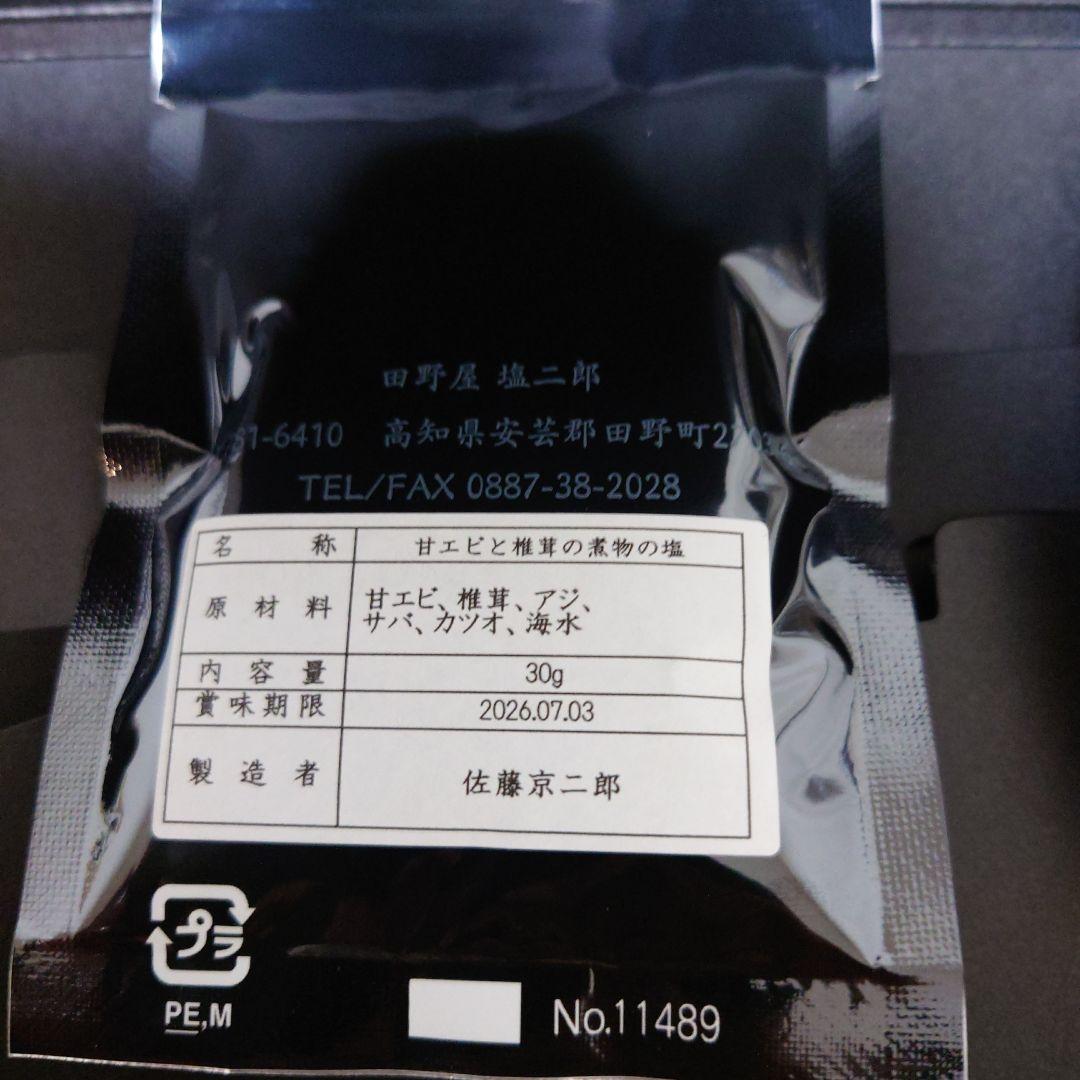 田野屋 塩二郎
-6410 高知県安芸郡田野町
TEL/FAX 0887-38-2028
名 称 甘エビと椎茸の煮物の塩
原材料 甘エビ、椎茸、アジ、
サバ、カツオ、海水
内容量 30g
賞味期限 2026.07.03
製造者 佐藤京二郎
プラ
PE,M
No.11489